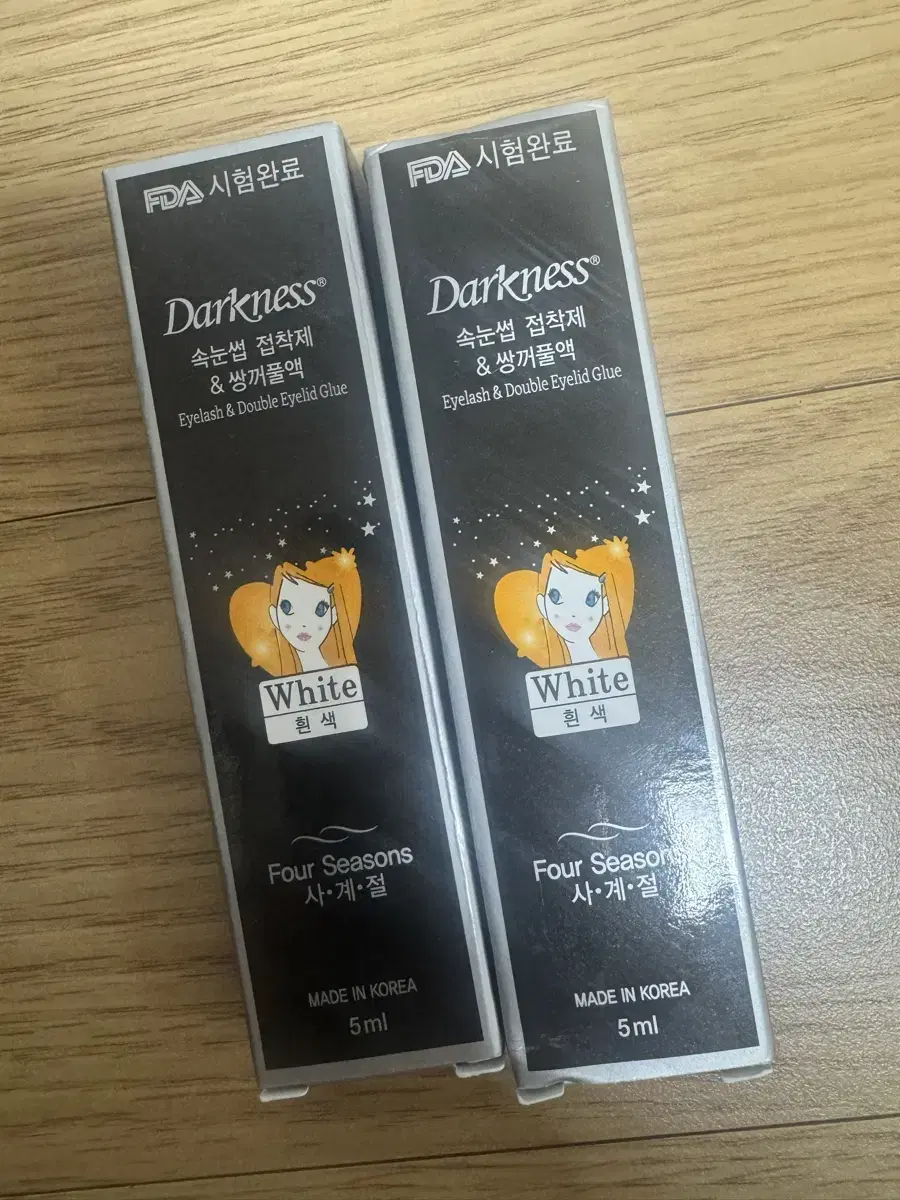 FDA 시험완료
Darkness®
속눈썹 접착제
& 쌍꺼풀액
Eyelash & Double Eyelid Glue
White
흰색
Four Seasons
사•계•절
MADE IN KOREA
5ml
FDA 시험완료
Darkness®
속눈썹 접착제
& 쌍꺼풀액
Eyelash & Double Eyelid Glue
White
흰색
Four Seasons
사•계•절
MADE IN KOREA
5ml